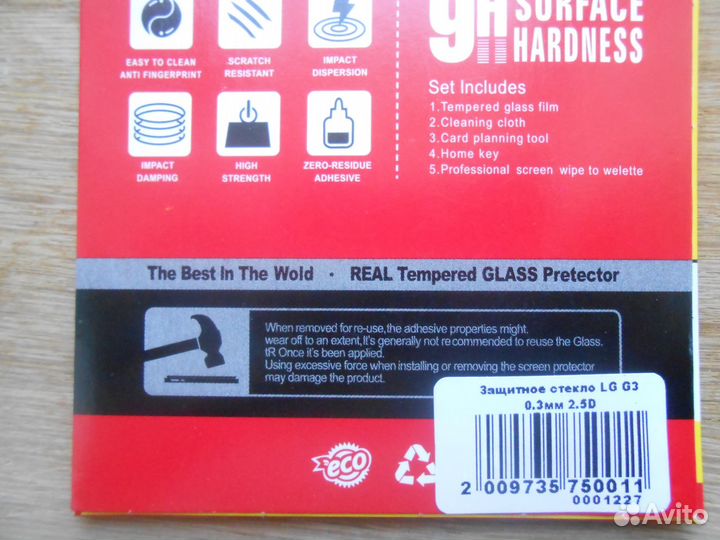 EASY TO CLEAN
ANTI FINGERPRINT
SCRATCH
RESISTANT
IMPACT
DISPERSION
IMPACT
DAMPING
HIGH
STRENGTH
ZERO-RESIDUE
ADHESIVE
9H SURFACE
HARDNESS
Set Includes
1.Tempered glass film
2.Cleaning cloth
3.Card planning tool
4.Home key
5.Professional screen wipe to welette
The Best In The Wold · REAL Tempered GLASS Pretector
When removed for re-use,the adhesive properties might.
wear off to an extent,It's generally not recommended to reuse the Glass.
tR Once it's been applied.
Using excessive force when installing or removing the screen protector
may damage the product.
eco
Защитное стекло LG G3
0.3мм 2.5D
2 009735 750011
0001227
Avito